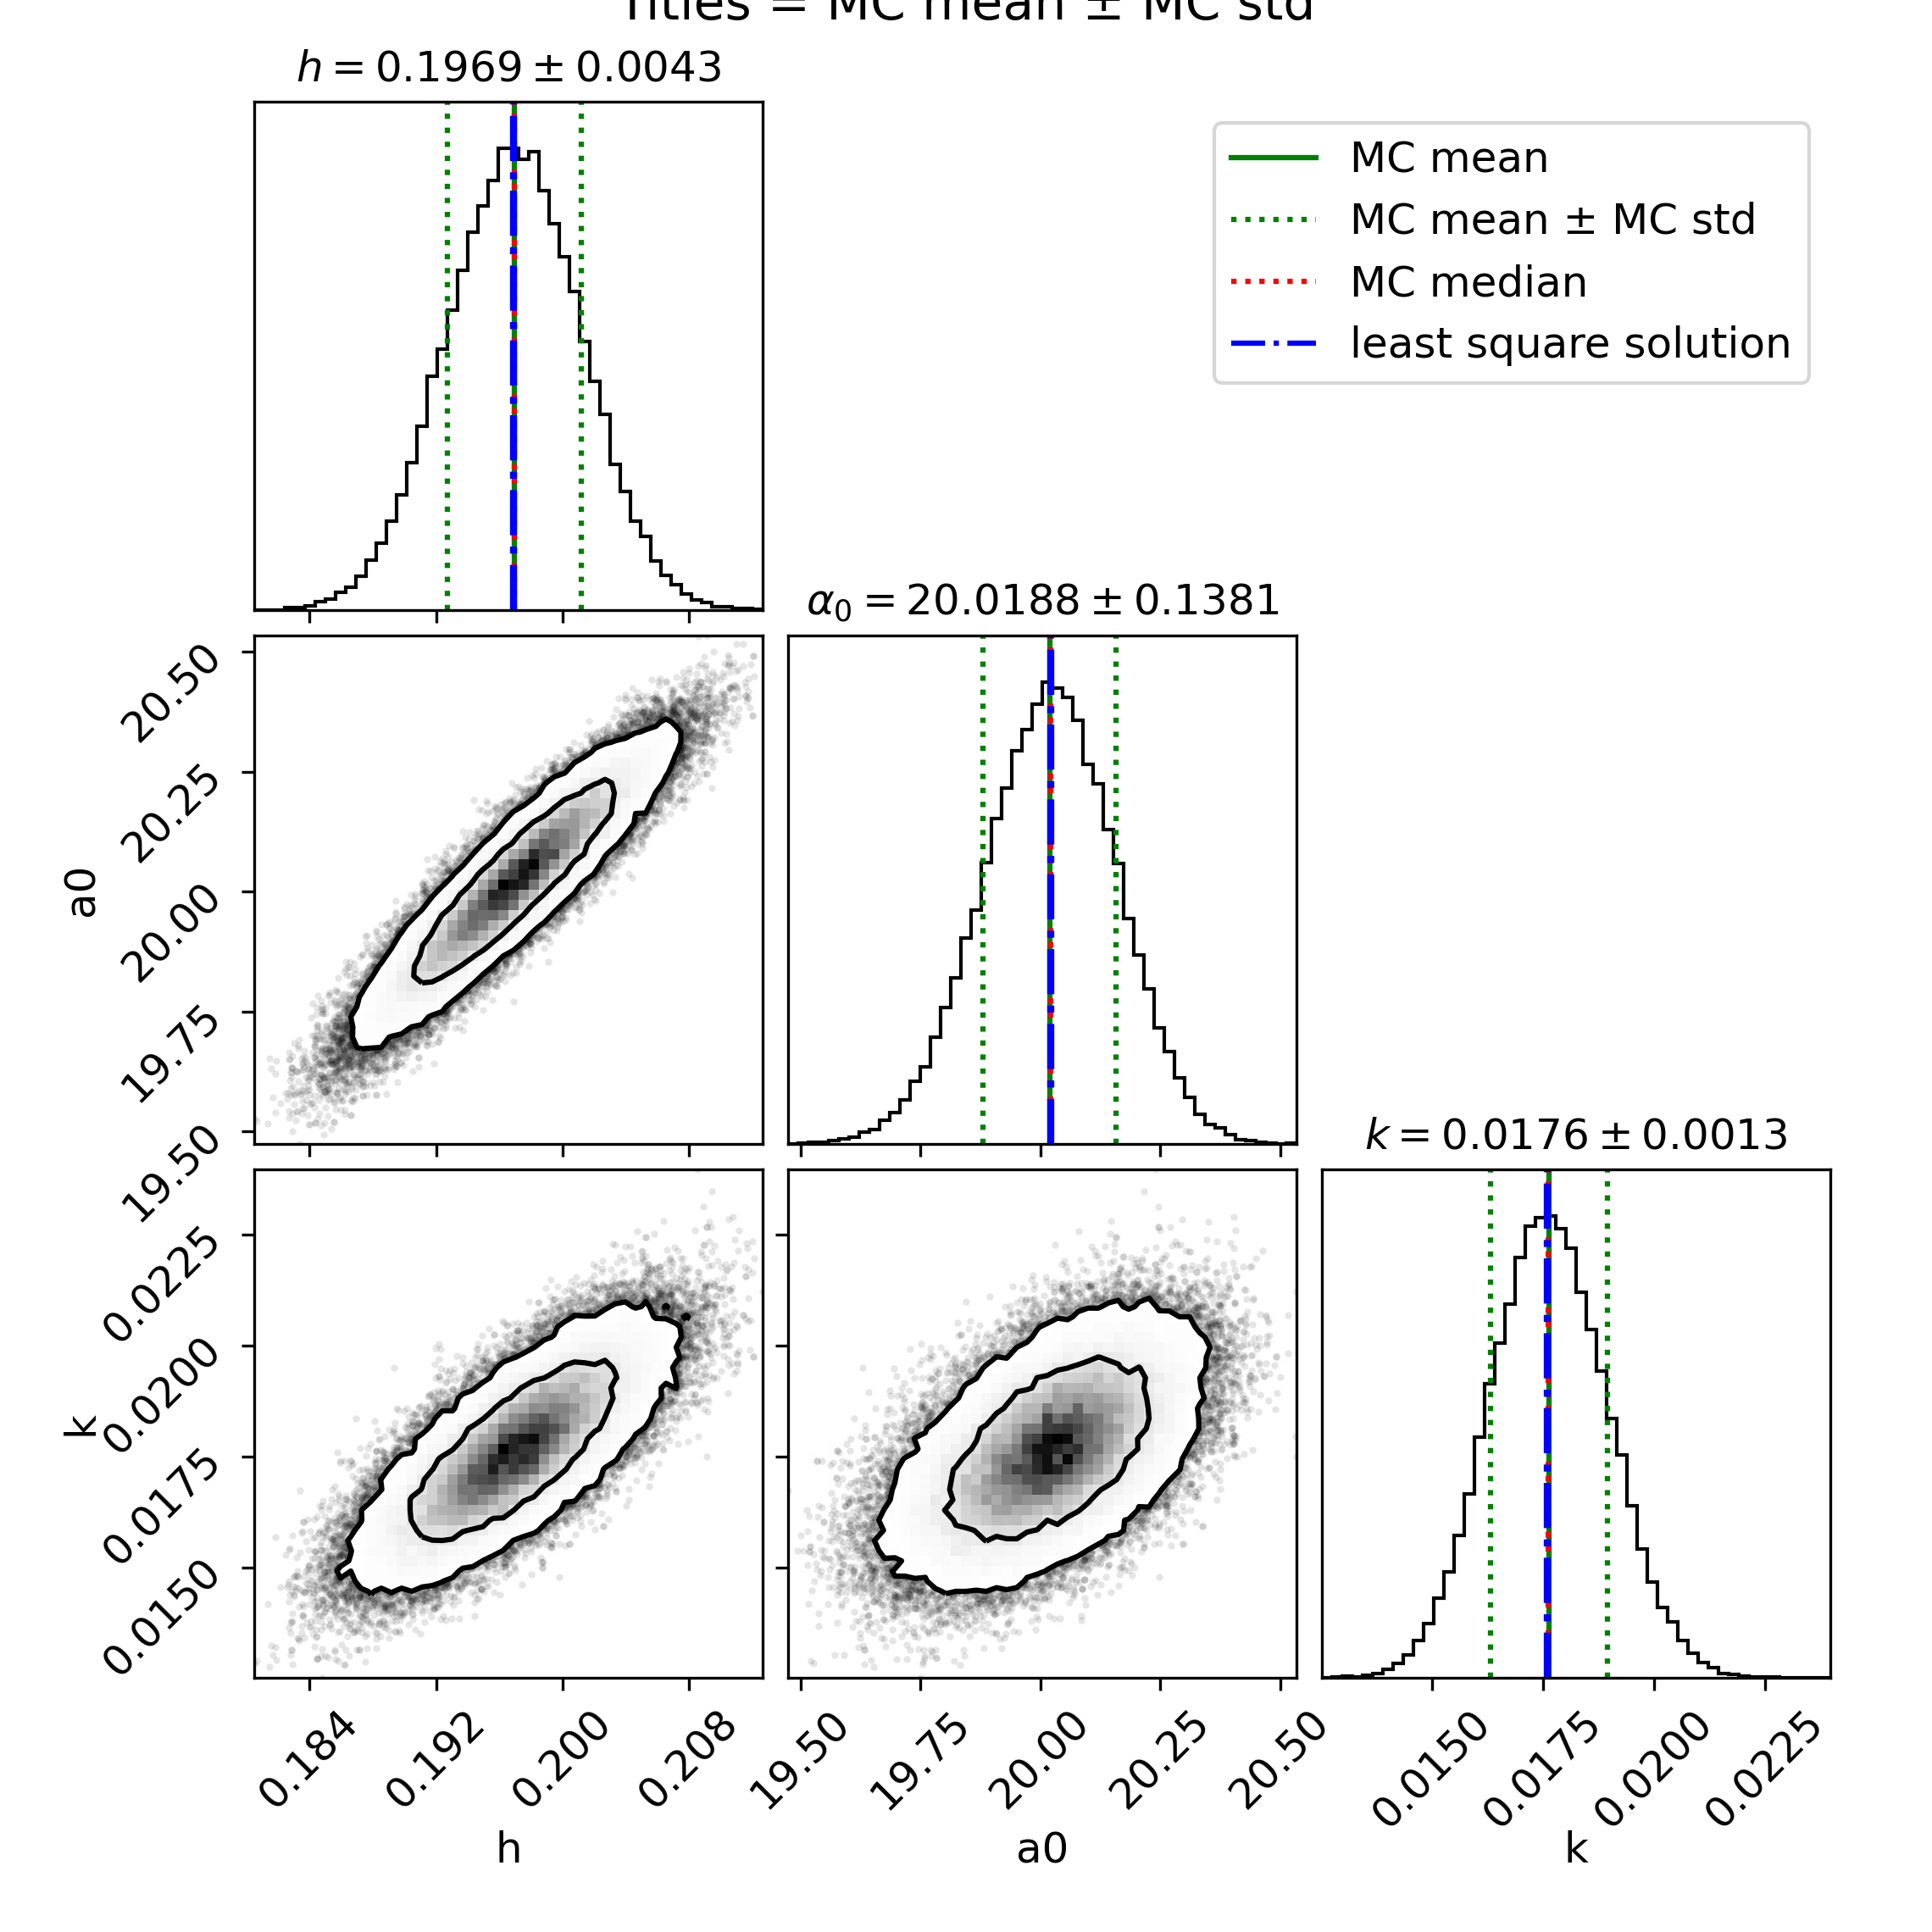 Titles = MC mean ± MC std
h = 0.1969 ± 0.0043
MC mean
MC mean ± MC std
MC median
least square solution
α₀ = 20.0188 ± 0.1381
20.50
20.25
20.00
19.75
19.50
a0
k = 0.0176 ± 0.0013
0.0225
0.0200
0.0175
0.0150
k
0.184
0.192
0.200
0.208
h
19.50
19.75
20.00
20.25
20.50
a0
0.0150
0.0175
0.0200
0.0225
k